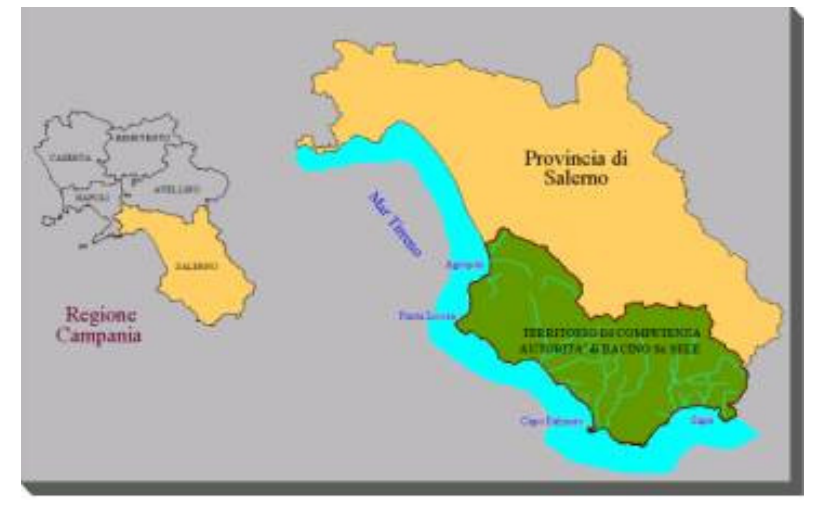 CASERTA
BENEVENTO
NAPOLI
AVELLINO
SALERNO
Regione
Campania
Provincia di
Salerno
Mar Tirreno
Agropoli
Punta Licosa
TERRITORIO DI COMPETENZA
AUTORITA' di BACINO Sx SELE
Capo Palinuro
Sapri